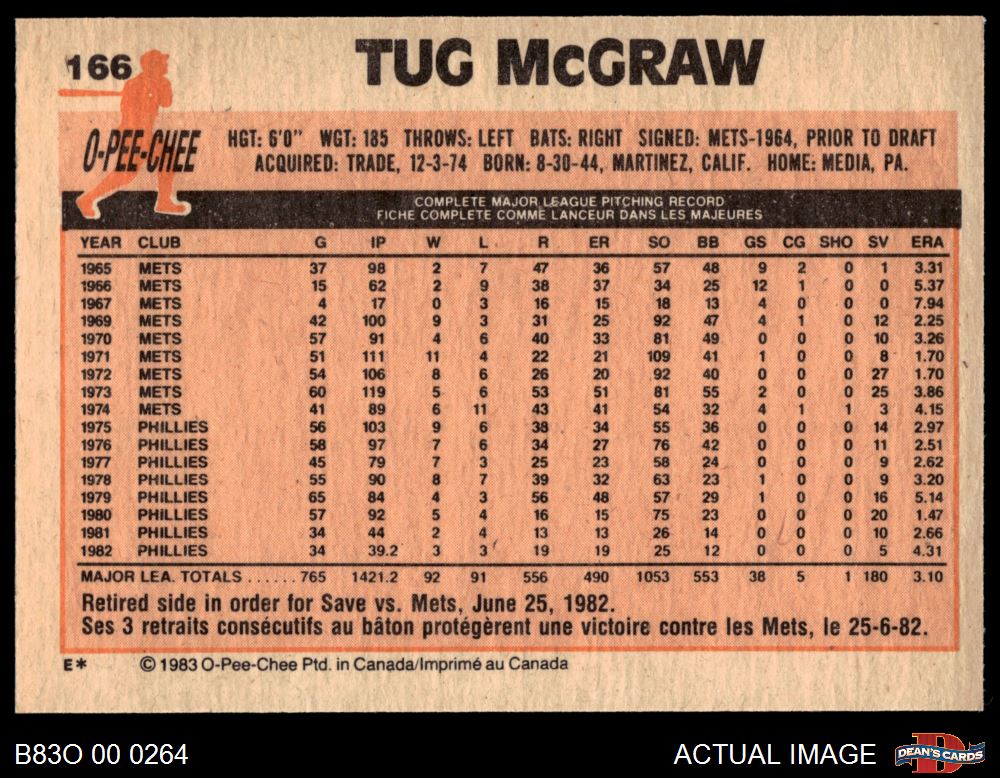 166
TUG McGRAW
O-PEE-CHEE
HGT: 6'0" WGT: 185 THROWS: LEFT BATS: RIGHT SIGNED: METS-1964, PRIOR TO DRAFT
ACQUIRED: TRADE, 12-3-74 BORN: 8-30-44, MARTINEZ, CALIF. HOME: MEDIA, PA.
COMPLETE MAJOR LEAGUE PITCHING RECORD
FICHE COMPLETE COMME LANCEUR DANS LES MAJEURES
YEAR CLUB G IP W L R ER SO BB GS CG SHO SV ERA
1965 METS 37 98 2 7 47 36 57 48 9 2 0 1 3.31
1966 METS 15 62 2 9 38 37 34 25 12 1 0 0 5.37
1967 METS 4 17 0 3 16 15 18 13 4 0 0 0 7.94
1969 METS 42 100 9 3 31 25 92 47 4 1 0 12 2.25
1970 METS 57 91 4 6 40 33 81 49 0 0 0 10 3.26
1971 METS 51 111 11 4 22 21 109 41 1 0 0 8 1.70
1972 METS 54 106 8 6 26 20 92 40 0 0 0 27 1.70
1973 METS 60 119 5 6 53 51 81 55 2 0 0 25 3.86
1974 METS 41 89 6 11 43 41 54 32 4 1 1 3 4.15
1975 PHILLIES 56 103 9 6 38 34 55 36 0 0 0 14 2.97
1976 PHILLIES 58 97 7 6 34 27 76 42 0 0 0 11 2.51
1977 PHILLIES 45 79 7 3 25 23 58 24 0 0 0 9 2.62
1978 PHILLIES 55 90 8 7 39 32 63 23 1 0 0 9 3.20
1979 PHILLIES 65 84 4 3 56 48 57 29 1 0 0 16 5.14
1980 PHILLIES 57 92 5 4 16 15 75 23 0 0 0 20 1.47
1981 PHILLIES 34 44 2 4 13 13 26 14 0 0 0 10 2.66
1982 PHILLIES 34 39.2 3 3 19 19 25 12 0 0 0 5 4.31
MAJOR LEA. TOTALS ...... 765 1421.2 92 91 556 490 1053 553 38 5 1 180 3.10
Retired side in order for Save vs. Mets, June 25, 1982.
Ses 3 retraits consécutifs au bâton protégèrent une victoire contre les Mets, le 25-6-82.
E* © 1983 O-Pee-Chee Ptd. in Canada/Imprimé au Canada
B83O 00 0264
ACTUAL IMAGE
DEAN'S CARDS